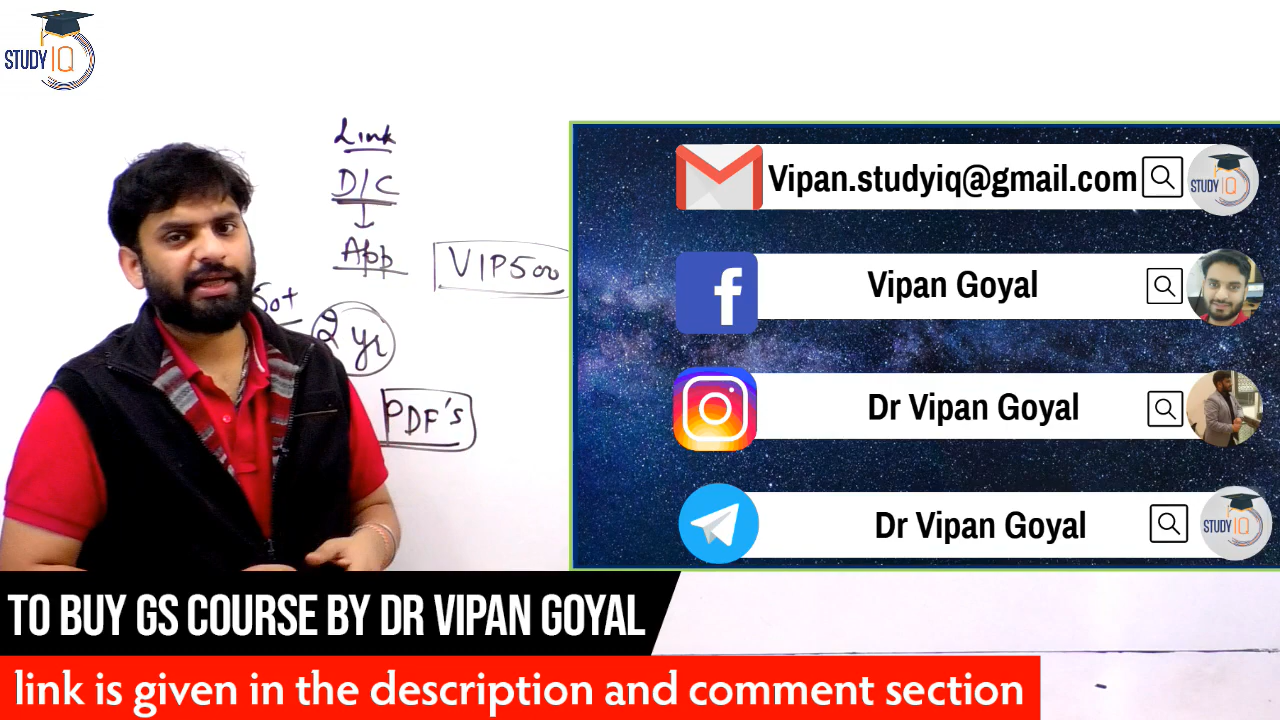 STUDY IQ
Link
D/C
App
VIP500
50+
2 yr
PDF's
Vipan.studyiq@gmail.com
STUDY IQ
Vipan Goyal
Dr Vipan Goyal
Dr Vipan Goyal
STUDY IQ
TO BUY GS COURSE BY DR VIPAN GOYAL
link is given in the description and comment section